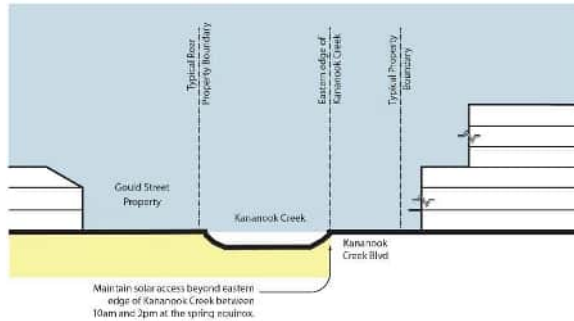 Typical Rear
Property Boundary
Eastern edge of
Kananook Creek
Typical Property
Boundary
Gould Street
Property
Kananook Creek
Kananook
Creek Blvd
Maintain solar access beyond eastern
edge of Kananook Creek between
10am and 2pm at the spring equinox.